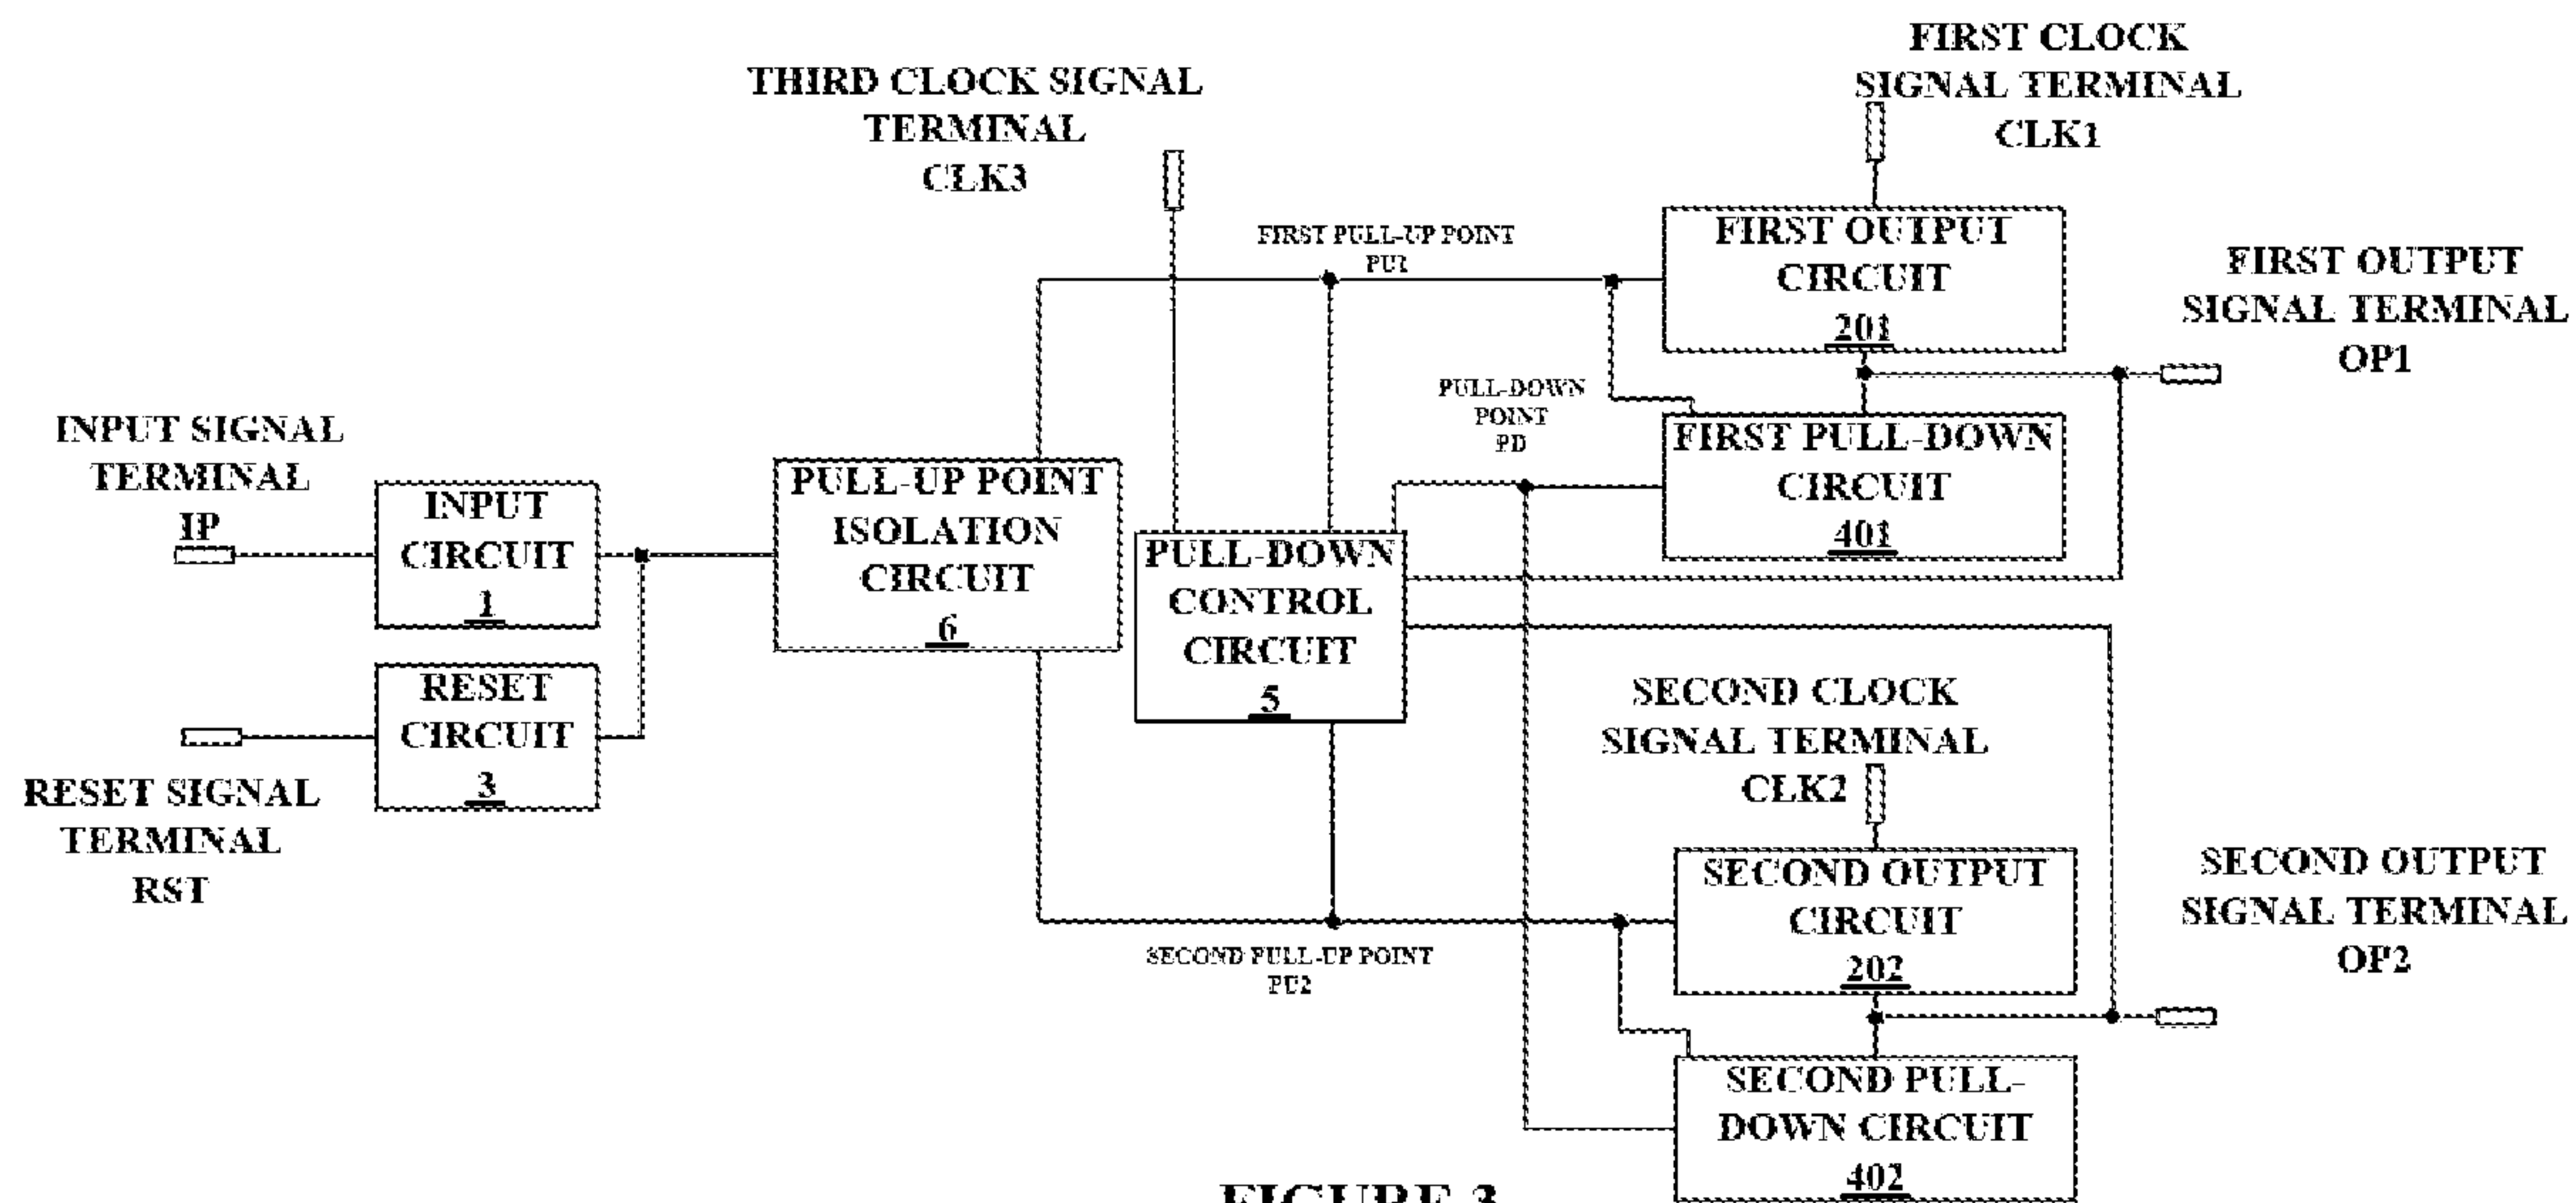 FIRST CLOCK
SIGNAL TERMINAL
CLK1
THIRD CLOCK SIGNAL
TERMINAL
CLK3
FIRST PULL-UP POINT
PU1
FIRST OUTPUT
CIRCUIT
201
FIRST OUTPUT
SIGNAL TERMINAL
OP1
PULL-DOWN
POINT
PD
FIRST PULL-DOWN
CIRCUIT
401
INPUT SIGNAL
TERMINAL
IP
INPUT
CIRCUIT
1
PULL-UP POINT
ISOLATION
CIRCUIT
6
PULL-DOWN
CONTROL
CIRCUIT
5
RESET
CIRCUIT
3
RESET SIGNAL
TERMINAL
RST
SECOND CLOCK
SIGNAL TERMINAL
CLK2
SECOND OUTPUT
CIRCUIT
202
SECOND OUTPUT
SIGNAL TERMINAL
OP2
SECOND PULL-UP POINT
PU2
SECOND PULL-
DOWN CIRCUIT
402
FIGURE 3